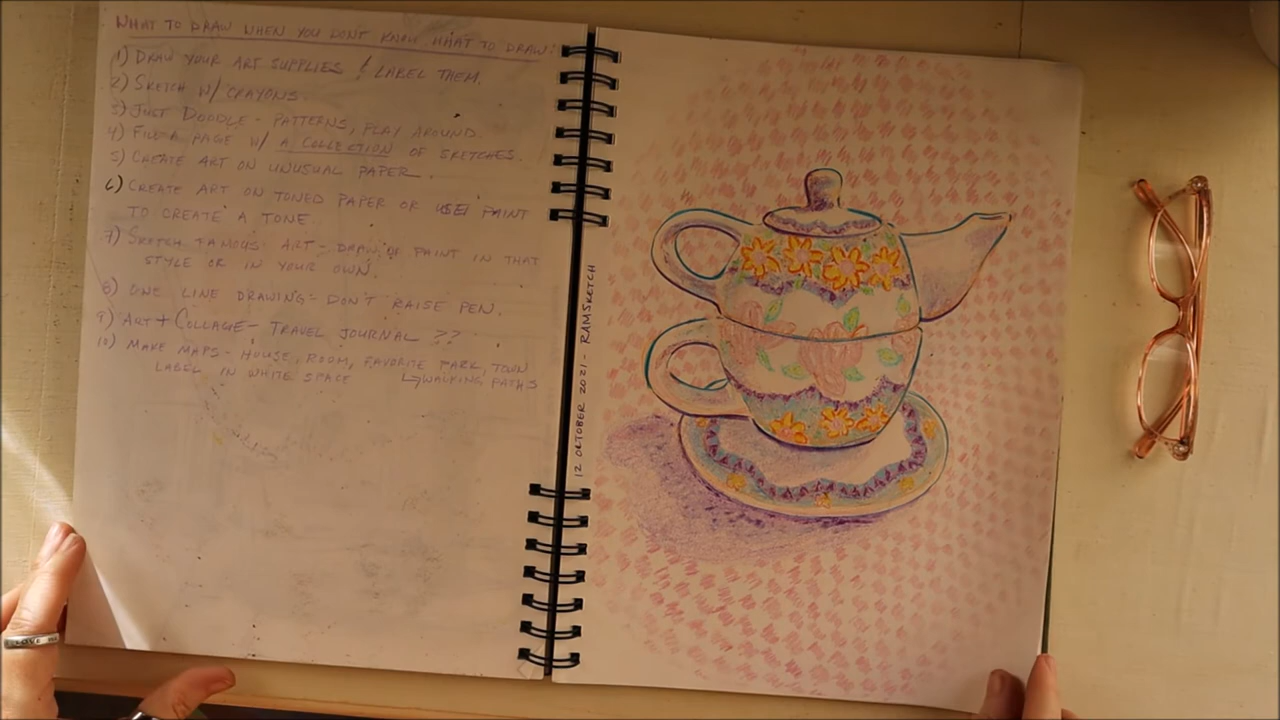 WHAT TO DRAW WHEN YOU DON'T KNOW WHAT TO DRAW!
1) DRAW YOUR ART SUPPLIES & LABEL THEM.
2) SKETCH W/ CRAYONS.
3) JUST DOODLE - PATTERNS, PLAY AROUND.
4) FILL A PAGE W/ A COLLECTION OF SKETCHES.
5) CREATE ART ON UNUSUAL PAPER.
6) CREATE ART ON TONED PAPER OR USE PAINT
TO CREATE A TONE.
7) SKETCH FAMOUS ART - DRAW OR PAINT IN THAT
STYLE OR IN YOUR OWN.
8) ONE LINE DRAWING - DON'T RAISE PEN.
9) ART + COLLAGE - TRAVEL JOURNAL ??
10) MAKE MAPS - HOUSE, ROOM, FAVORITE PARK, TOWN
LABEL IN WHITE SPACE ↳ WALKING PATHS
12 OCTOBER 2021 - RAMSKETCH
LOVE